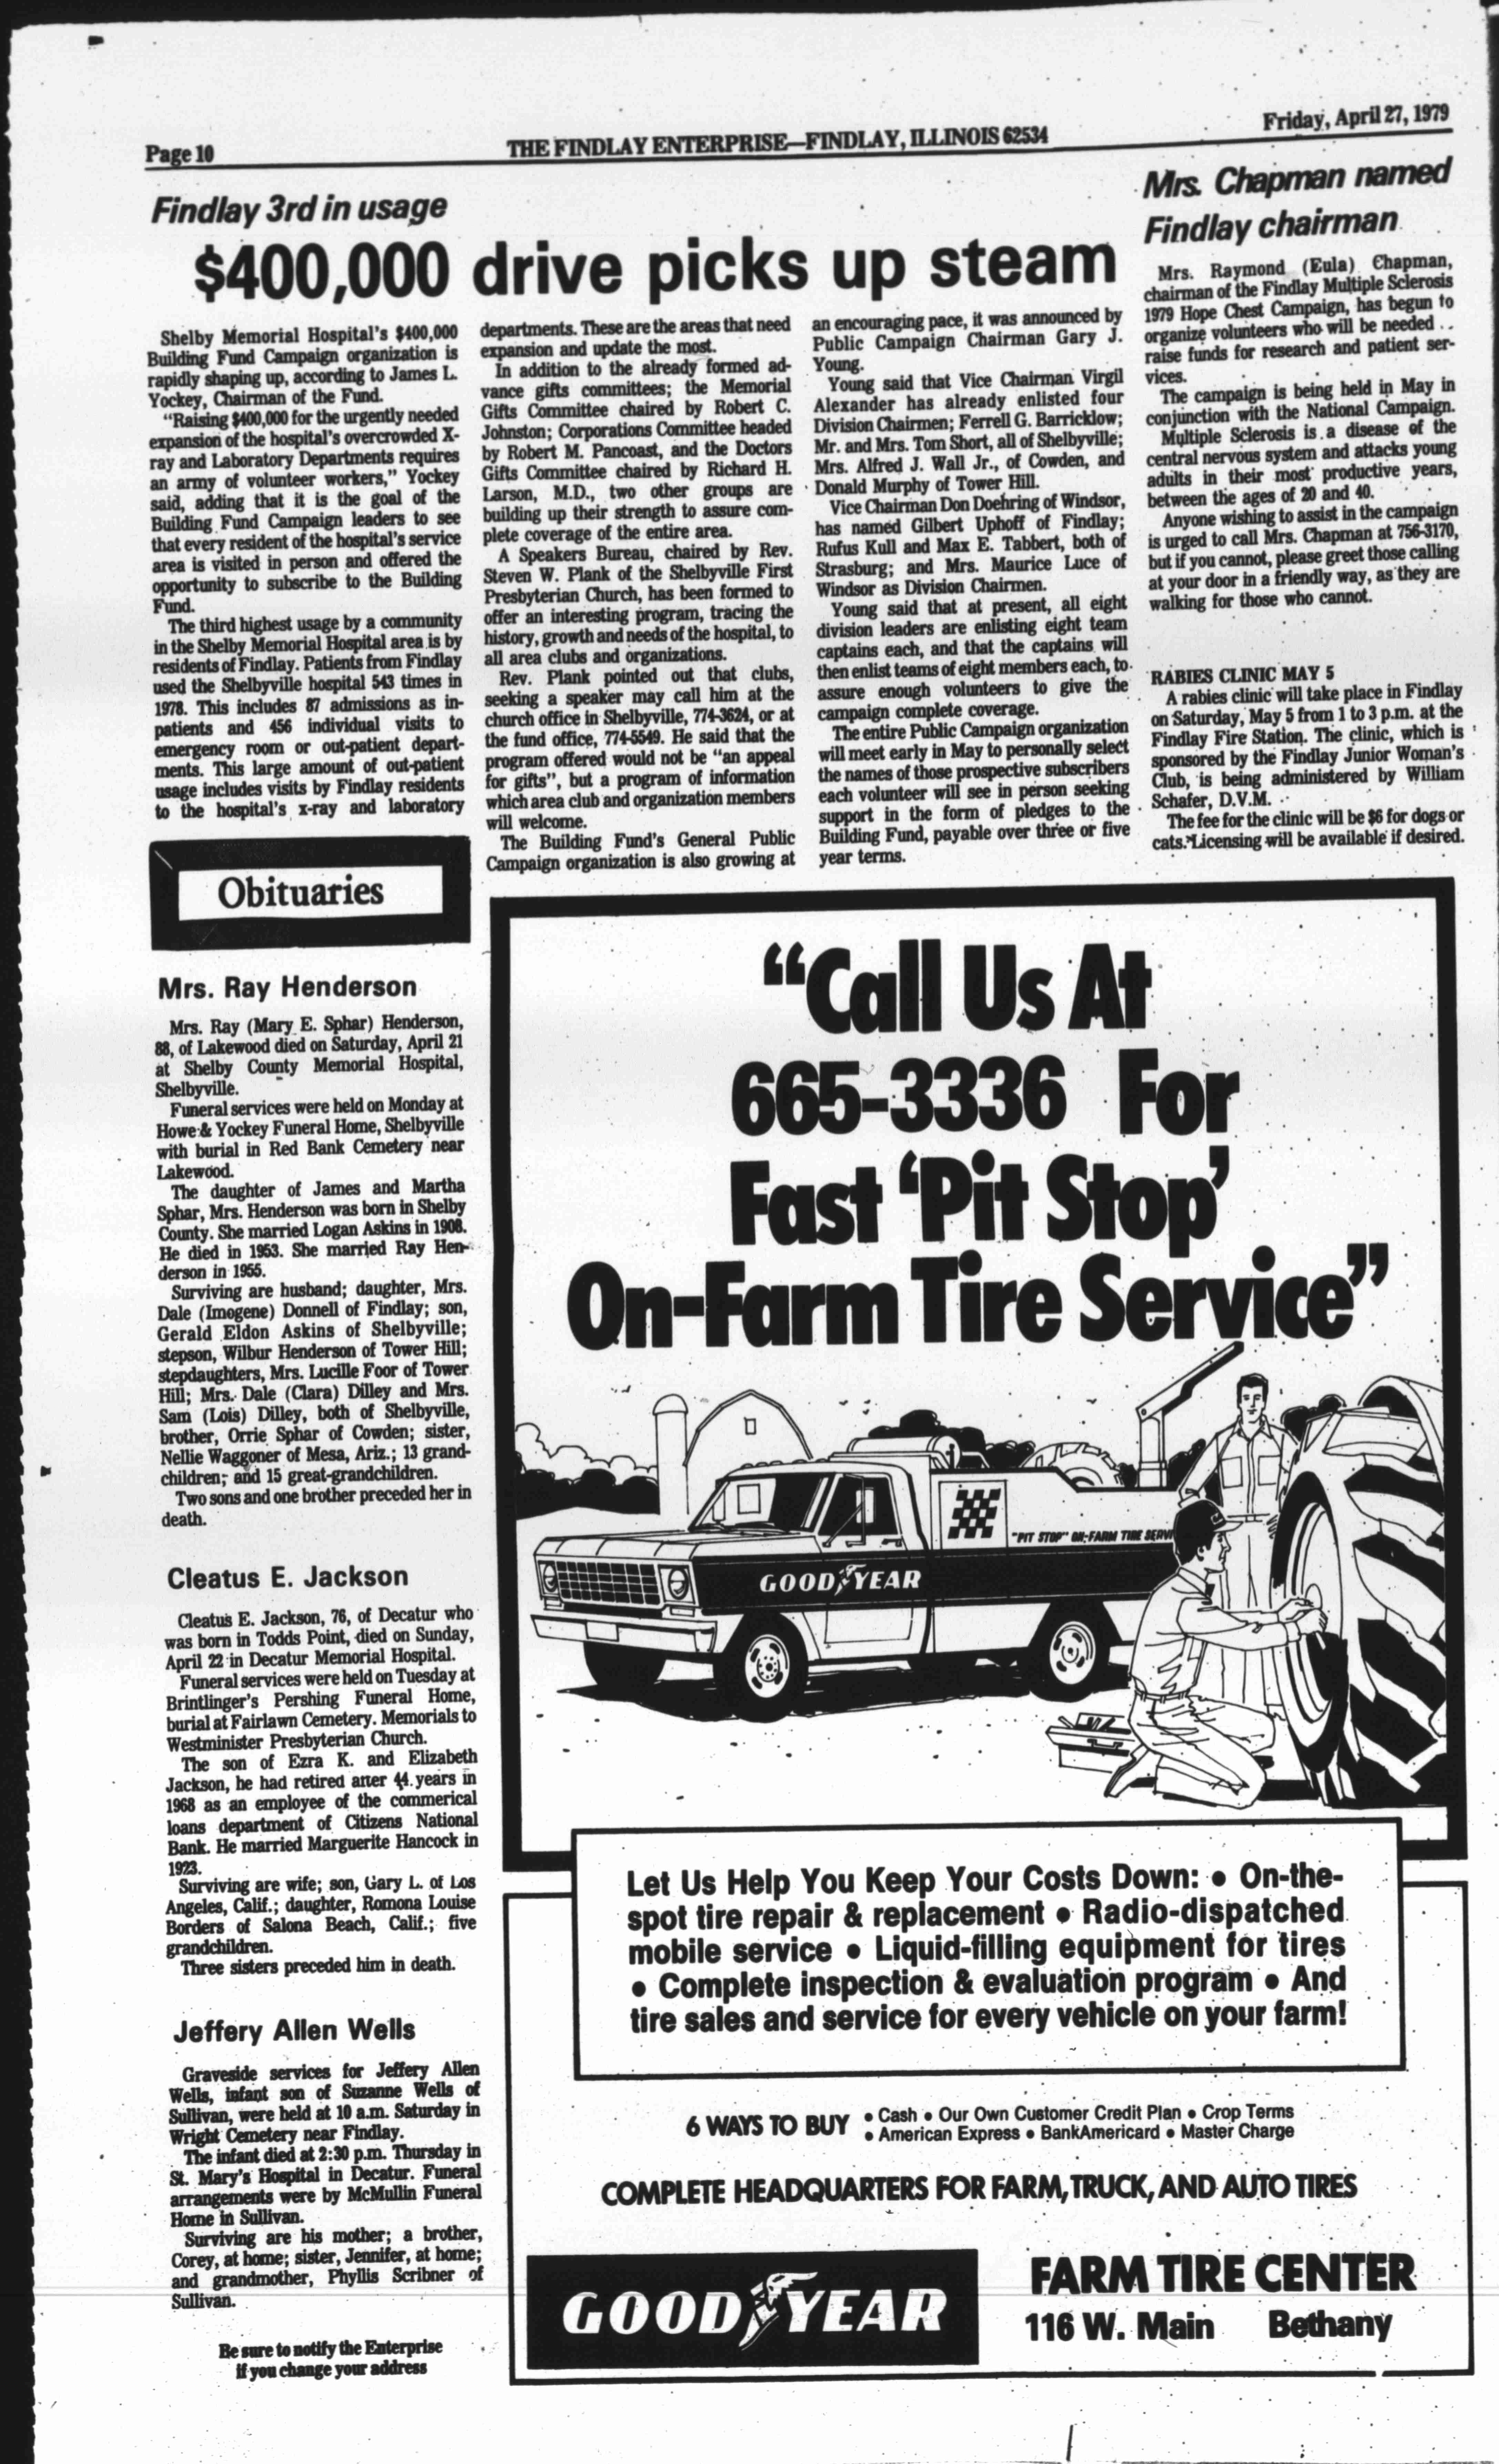 Page 10
THE FINDLAY ENTERPRISE—FINDLAY, ILLINOIS 62534
Friday, April 27, 1979
Findlay 3rd in usage
$400,000 drive picks up steam
Shelby Memorial Hospital's $400,000
Building Fund Campaign organization is
rapidly shaping up, according to James L.
Yockey, Chairman of the Fund.
"Raising $400,000 for the urgently needed
expansion of the hospital's overcrowded X-
ray and Laboratory Departments requires
an army of volunteer workers," Yockey
said, adding that it is the goal of the
Building Fund Campaign leaders to see
that every resident of the hospital's service
area is visited in person and offered the
opportunity to subscribe to the Building
Fund.
The third highest usage by a community
in the Shelby Memorial Hospital area is by
residents of Findlay. Patients from Findlay
used the Shelbyville hospital 543 times in
1978. This includes 87 admissions as in-
patients and 456 individual visits to
emergency room or out-patient depart-
ments. This large amount of out-patient
usage includes visits by Findlay residents
to the hospital's x-ray and laboratory
departments. These are the areas that need
expansion and update the most.
In addition to the already formed ad-
vance gifts committees; the Memorial
Gifts Committee chaired by Robert C.
Johnston; Corporations Committee headed
by Robert M. Pancoast, and the Doctors
Gifts Committee chaired by Richard H.
Larson, M.D., two other groups are
building up their strength to assure com-
plete coverage of the entire area.
A Speakers Bureau, chaired by Rev.
Steven W. Plank of the Shelbyville First
Presbyterian Church, has been formed to
offer an interesting program, tracing the
history, growth and needs of the hospital, to
all area clubs and organizations.
Rev. Plank pointed out that clubs,
seeking a speaker may call him at the
church office in Shelbyville, 774-3624, or at
the fund office, 774-5549. He said that the
program offered would not be "an appeal
for gifts", but a program of information
which area club and organization members
will welcome.
The Building Fund's General Public
Campaign organization is also growing at
an encouraging pace, it was announced by
Public Campaign Chairman Gary J.
Young.
Young said that Vice Chairman Virgil
Alexander has already enlisted four
Division Chairmen; Ferrell G. Barricklow;
Mr. and Mrs. Tom Short, all of Shelbyville;
Mrs. Alfred J. Wall Jr., of Cowden, and
Donald Murphy of Tower Hill.
Vice Chairman Don Doehring of Windsor,
has named Gilbert Uphoff of Findlay;
Rufus Kull and Max E. Tabbert, both of
Strasburg; and Mrs. Maurice Luce of
Windsor as Division Chairmen.
Young said that at present, all eight
division leaders are enlisting eight team
captains each, and that the captains will
then enlist teams of eight members each, to
assure enough volunteers to give the
campaign complete coverage.
The entire Public Campaign organization
will meet early in May to personally select
the names of those prospective subscribers
each volunteer will see in person seeking
support in the form of pledges to the
Building Fund, payable over three or five
year terms.
Mrs. Chapman named
Findlay chairman
Mrs. Raymond (Eula) Chapman,
chairman of the Findlay Multiple Sclerosis
1979 Hope Chest Campaign, has begun to
organize volunteers who will be needed ..
raise funds for research and patient ser-
vices.
The campaign is being held in May in
conjunction with the National Campaign.
Multiple Sclerosis is a disease of the
central nervous system and attacks young
adults in their most productive years,
between the ages of 20 and 40.
Anyone wishing to assist in the campaign
is urged to call Mrs. Chapman at 756-3170,
but if you cannot, please greet those calling
at your door in a friendly way, as they are
walking for those who cannot.
RABIES CLINIC MAY 5
A rabies clinic will take place in Findlay
on Saturday, May 5 from 1 to 3 p.m. at the
Findlay Fire Station. The clinic, which is
sponsored by the Findlay Junior Woman's
Club, is being administered by William
Schafer, D.V.M.
The fee for the clinic will be $6 for dogs or
cats. Licensing will be available if desired.
Obituaries
Mrs. Ray Henderson
Mrs. Ray (Mary E. Sphar) Henderson,
88, of Lakewood died on Saturday, April 21
at Shelby County Memorial Hospital,
Shelbyville.
Funeral services were held on Monday at
Howe & Yockey Funeral Home, Shelbyville
with burial in Red Bank Cemetery near
Lakewood.
The daughter of James and Martha
Sphar, Mrs. Henderson was born in Shelby
County. She married Logan Askins in 1908.
He died in 1953. She married Ray Hen-
derson in 1955.
Surviving are husband; daughter, Mrs.
Dale (Imogene) Donnell of Findlay; son,
Gerald Eldon Askins of Shelbyville;
stepson, Wilbur Henderson of Tower Hill;
stepdaughters, Mrs. Lucille Foor of Tower
Hill; Mrs. Dale (Clara) Dilley and Mrs.
Sam (Lois) Dilley, both of Shelbyville,
brother, Orrie Sphar of Cowden; sister,
Nellie Waggoner of Mesa, Ariz.; 13 grand-
children; and 15 great-grandchildren.
Two sons and one brother preceded her in
death.
Cleatus E. Jackson
Cleatus E. Jackson, 76, of Decatur who
was born in Todds Point, died on Sunday,
April 22 in Decatur Memorial Hospital.
Funeral services were held on Tuesday at
Brintlinger's Pershing Funeral Home,
burial at Fairlawn Cemetery. Memorials to
Westminister Presbyterian Church.
The son of Ezra K. and Elizabeth
Jackson, he had retired after 44 years in
1968 as an employee of the commerical
loans department of Citizens National
Bank. He married Marguerite Hancock in
1923.
Surviving are wife; son, Gary L. of Los
Angeles, Calif.; daughter, Romona Louise
Borders of Salona Beach, Calif.; five
grandchildren.
Three sisters preceded him in death.
Jeffery Allen Wells
Graveside services for Jeffery Allen
Wells, infant son of Suzanne Wells of
Sullivan, were held at 10 a.m. Saturday in
Wright Cemetery near Findlay.
The infant died at 2:30 p.m. Thursday in
St. Mary's Hospital in Decatur. Funeral
arrangements were by McMullin Funeral
Home in Sullivan.
Surviving are his mother; a brother,
Corey, at home; sister, Jennifer, at home;
and grandmother, Phyllis Scribner of
Sullivan.
Be sure to notify the Enterprise
if you change your address
"Call Us At
665-3336 For
Fast 'Pit Stop'
On-Farm Tire Service"
"PIT STOP" ON-FARM TIRE SERVI
GOODYEAR
Let Us Help You Keep Your Costs Down: • On-the-
spot tire repair & replacement • Radio-dispatched
mobile service • Liquid-filling equipment for tires
• Complete inspection & evaluation program • And
tire sales and service for every vehicle on your farm!
6 WAYS TO BUY • Cash • Our Own Customer Credit Plan • Crop Terms
• American Express • BankAmericard • Master Charge
COMPLETE HEADQUARTERS FOR FARM, TRUCK, AND AUTO TIRES
GOODYEAR
FARM TIRE CENTER
116 W. Main Bethany